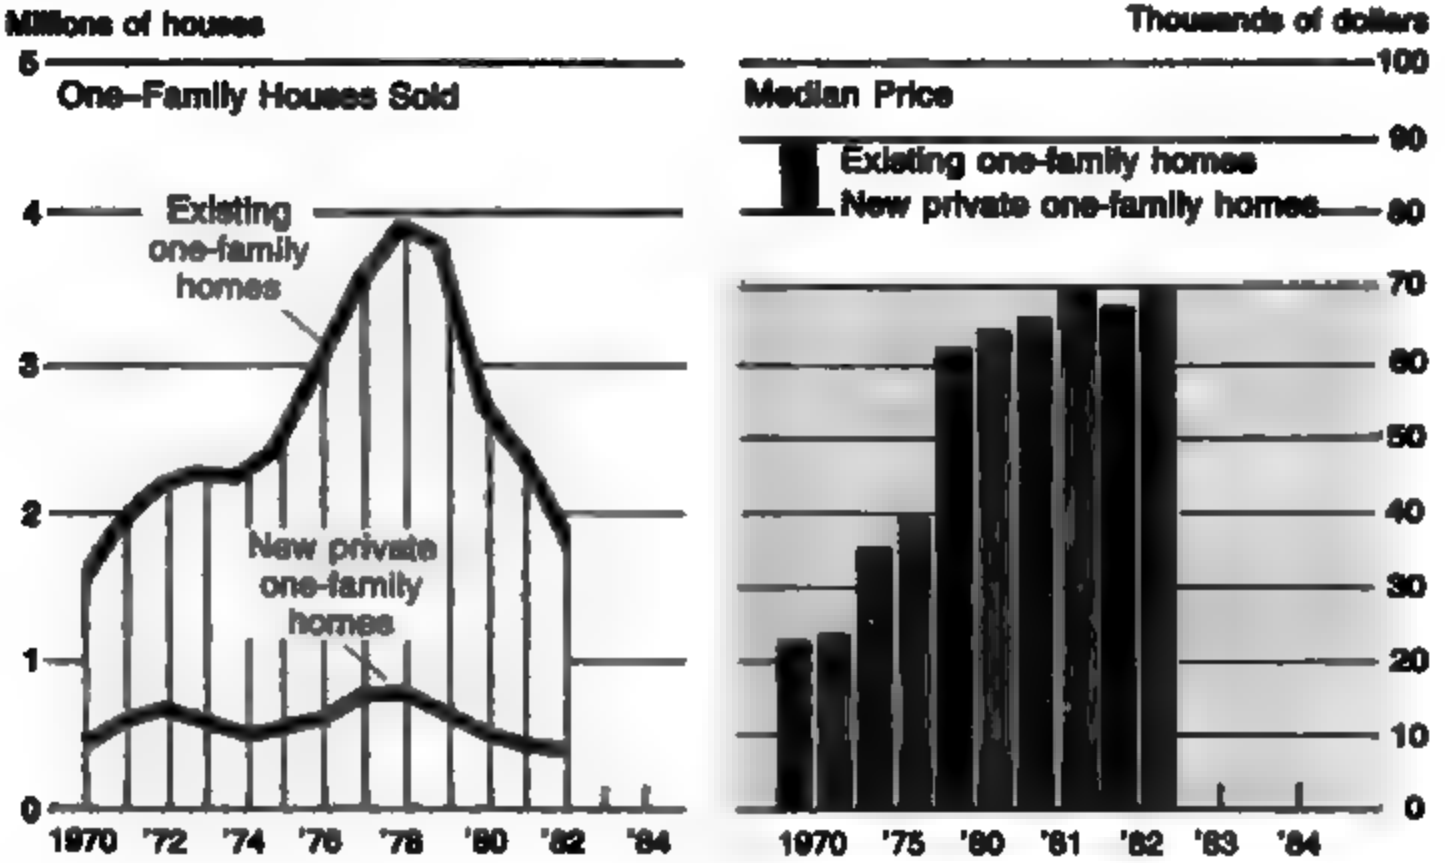 Millions of houses
5
One-Family Houses Sold
Existing
4
one-family
homes
3
2
New private
one-family
homes
1
0
1970 '72 '74 '76 '78 '80 '82 '84
Thousands of dollars
100
Median Price
90
Existing one-family homes
New private one-family homes
80
70
60
50
40
30
20
10
0
1970 '75 '80 '81 '82 '83 '84